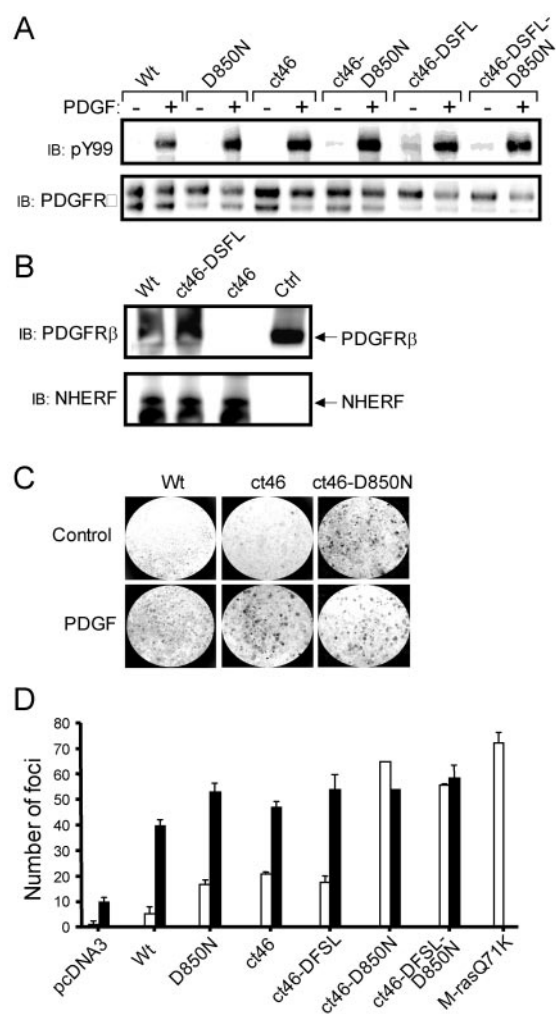 A
Wt D850N ct46 ct46-D850N ct46-DSFL ct46-DSFL-D850N
PDGF: - + - + - + - + - + - +
IB: pY99
IB: PDGFR□
B
Wt ct46-DSFL ct46 Ctrl
IB: PDGFRβ PDGFRβ
IB: NHERF NHERF
C
Wt ct46 ct46-D850N
Control
PDGF
D
Number of foci
80
70
60
50
40
30
20
10
0
pcDNA3 Wt D850N ct46 ct46-DFSL ct46-D850N ct46-DFSL-D850N M-rasQ71K